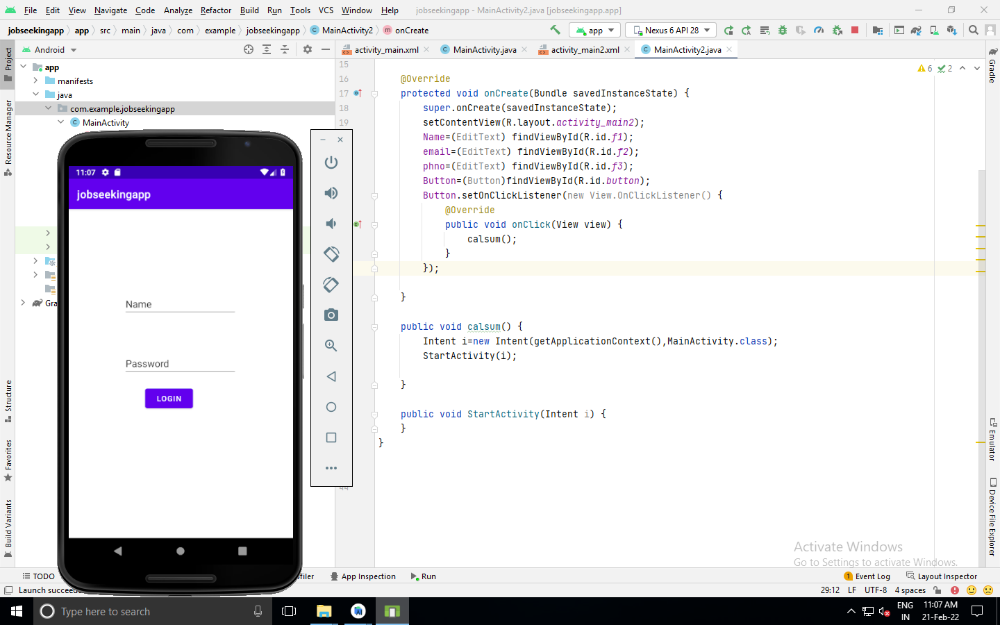 File Edit View Navigate Code Analyze Refactor Build Run Tools VCS Window Help jobseekingapp - MainActivity2.java [jobseekingapp.app]
jobseekingapp app src main java com example jobseekingapp MainActivity2 onCreate app Nexus 6 API 28
Android activity_main.xml MainActivity.java activity_main2.xml MainActivity2.java
Project
Resource Manager
Structure
Favorites
Build Variants
app
manifests
java
com.example.jobseekingapp
MainActivity
Gra
11:07
jobseekingapp
Name
Password
LOGIN
6 2
15
16 @Override
17 protected void onCreate(Bundle savedInstanceState) {
18 super.onCreate(savedInstanceState);
19 setContentView(R.layout.activity_main2);
Name=(EditText) findViewById(R.id.f1);
email=(EditText) findViewById(R.id.f2);
phno=(EditText) findViewById(R.id.f3);
Button=(Button)findViewById(R.id.button);
Button.setOnClickListener(new View.OnClickListener() {
@Override
public void onClick(View view) {
calsum();
}
});
}
public void calsum() {
Intent i=new Intent(getApplicationContext(),MainActivity.class);
StartActivity(i);
}
public void StartActivity(Intent i) {
}
}
44
Gradle
Emulator
Device File Explorer
Activate Windows
Go to Settings to activate Windows.
TODO filer App Inspection Run 1 Event Log Layout Inspector
Launch succeede 29:12 LF UTF-8 4 spaces
Type here to search
ENG
IN
11:07 AM
21-Feb-22